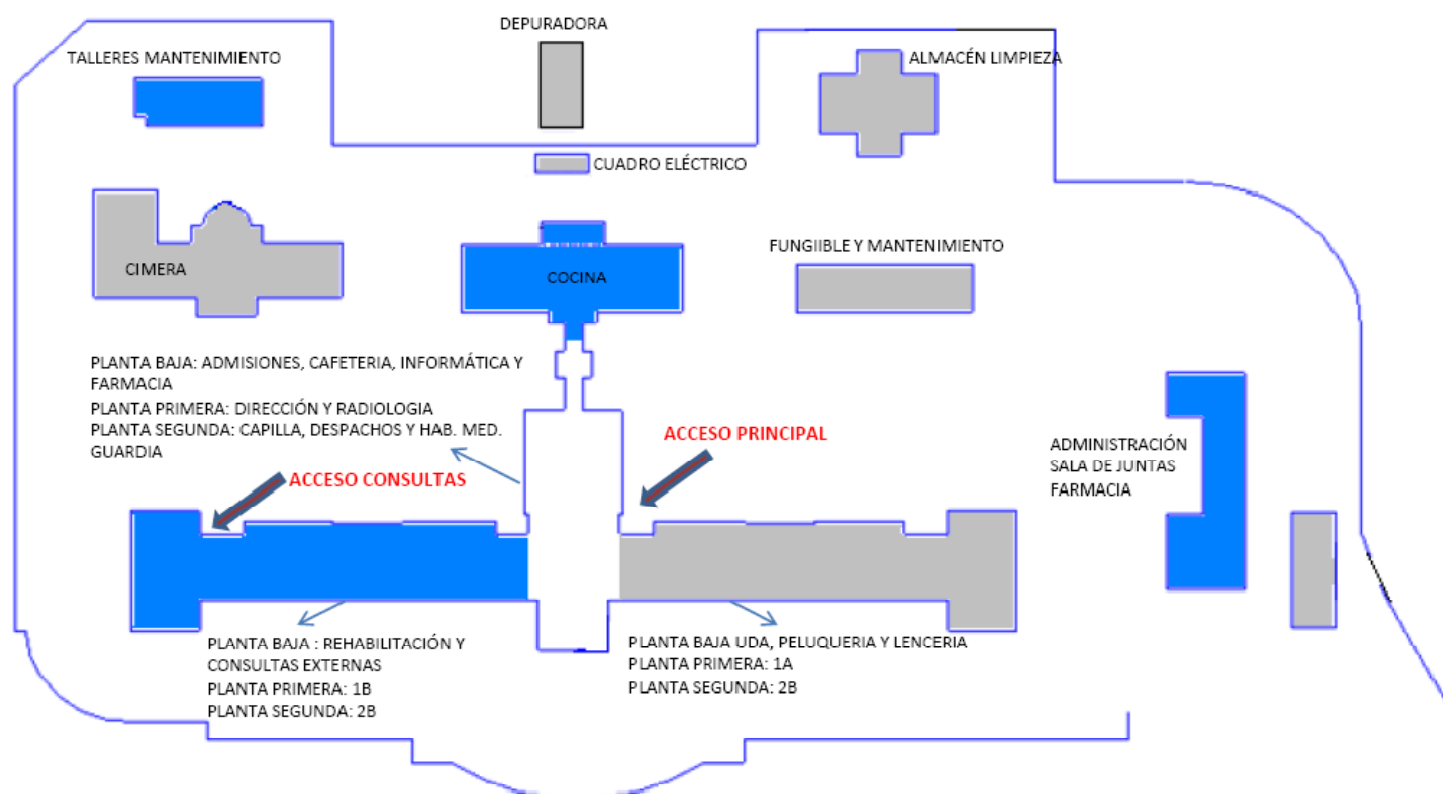 DEPURADORA
TALLERES MANTENIMIENTO
ALMACÉN LIMPIEZA
CUADRO ELÉCTRICO
CIMERA
COCINA
FUNGIIBLE Y MANTENIMIENTO
PLANTA BAJA: ADMISIONES, CAFETERIA, INFORMÁTICA Y
FARMACIA
PLANTA PRIMERA: DIRECCIÓN Y RADIOLOGIA
PLANTA SEGUNDA: CAPILLA, DESPACHOS Y HAB. MED.
GUARDIA
ACCESO PRINCIPAL
ACCESO CONSULTAS
ADMINISTRACIÓN
SALA DE JUNTAS
FARMACIA
PLANTA BAJA : REHABILITACIÓN Y
CONSULTAS EXTERNAS
PLANTA PRIMERA: 1B
PLANTA SEGUNDA: 2B
PLANTA BAJA UDA, PELUQUERIA Y LENCERIA
PLANTA PRIMERA: 1A
PLANTA SEGUNDA: 2B